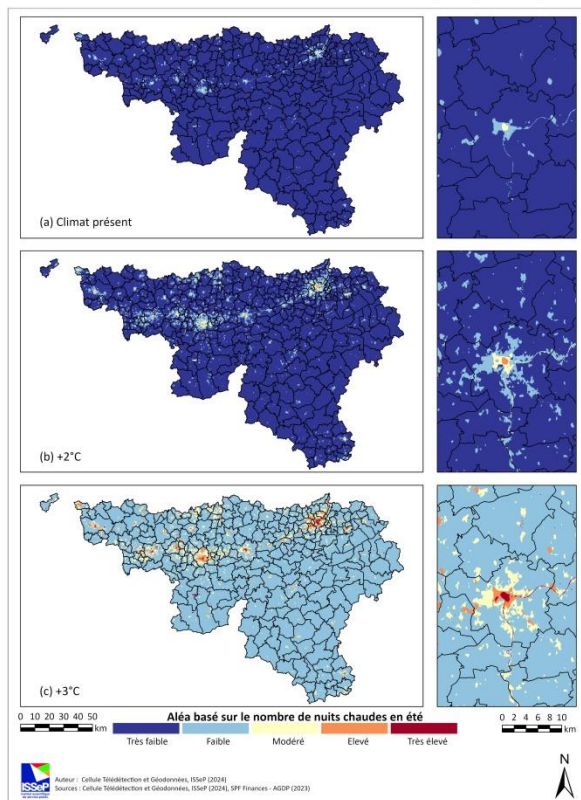 (a) Climat présent
(b) +2°C
(c) +3°C
0 10 20 30 40 50
km
Aléa basé sur le nombre de nuits chaudes en été
Très faible Faible Modéré Elevé Très élevé
0 2 4 6 8 10
km
ISSeP
Auteur : Cellule Télédétection et Géodonnées, ISSeP (2024)
Sources : Cellule Télédétection et Géodonnées, ISSeP (2024), SPF Finances - AGDP (2023)
N